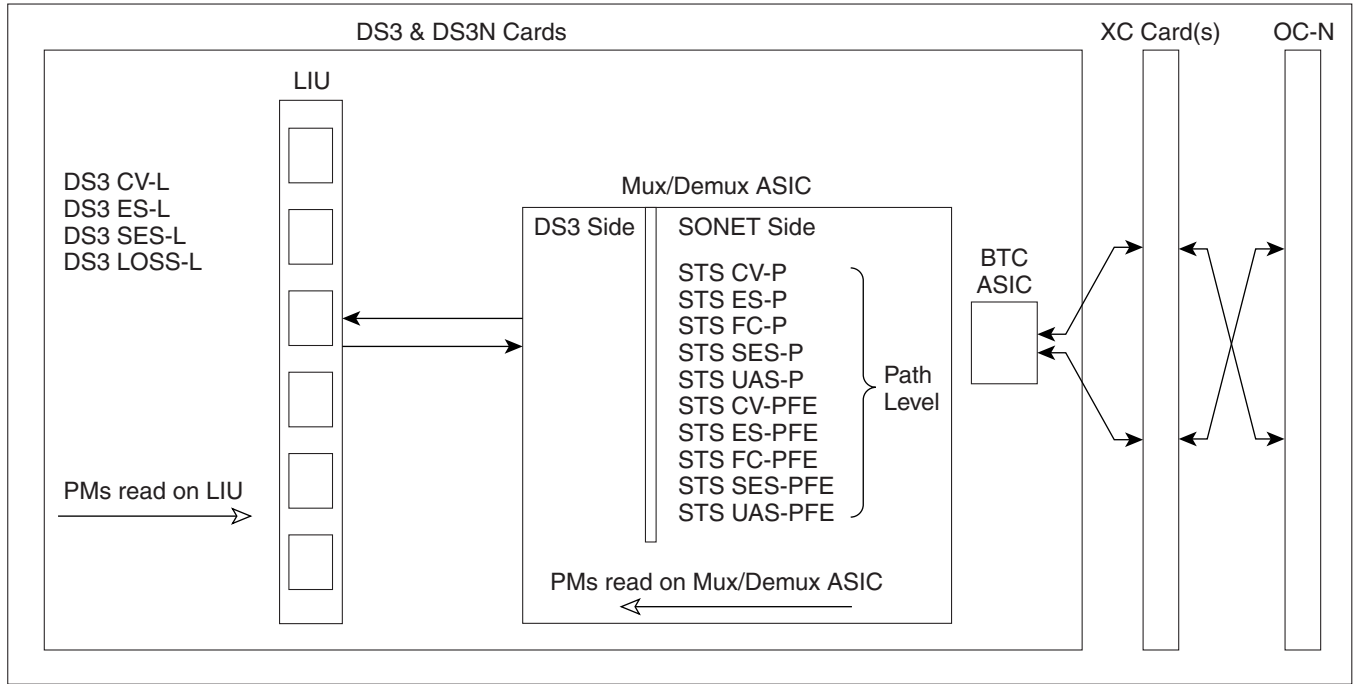 DS3 & DS3N Cards
XC Card(s)
OC-N
LIU
DS3 CV-L
DS3 ES-L
DS3 SES-L
DS3 LOSS-L
Mux/Demux ASIC
DS3 Side
SONET Side
STS CV-P
STS ES-P
STS FC-P
STS SES-P
STS UAS-P
STS CV-PFE
STS ES-PFE
STS FC-PFE
STS SES-PFE
STS UAS-PFE
Path
Level
BTC
ASIC
PMs read on LIU
PMs read on Mux/Demux ASIC